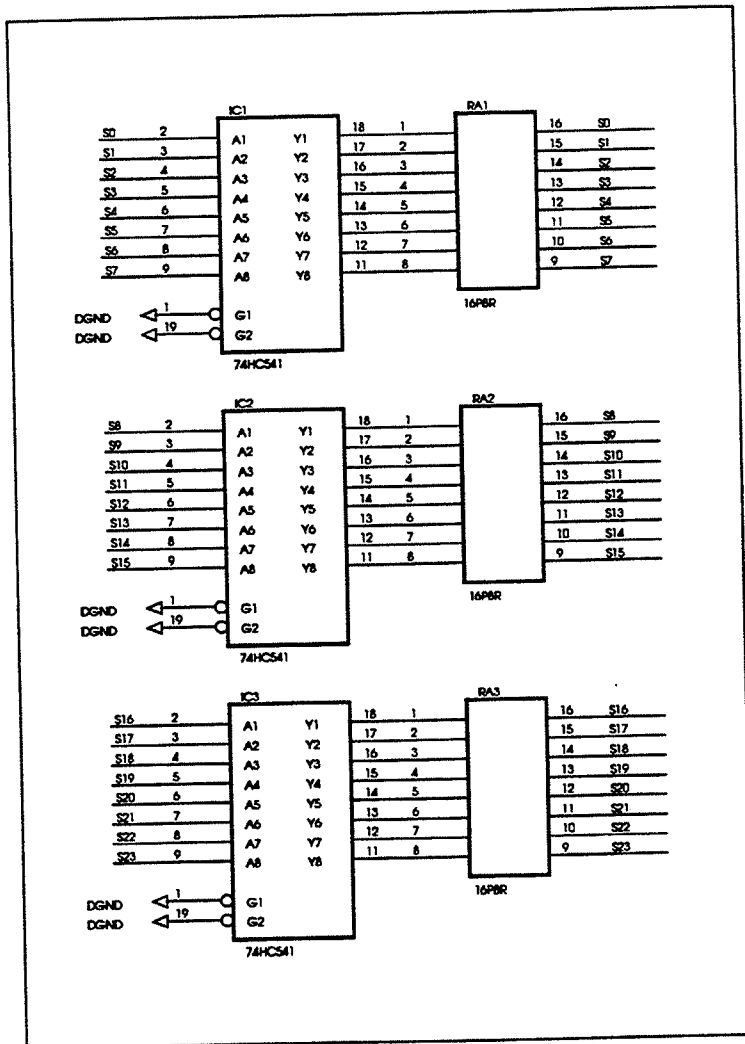 IC1 RA1
S0 2 A1 Y1 18 1 16 S0
S1 3 A2 Y2 17 2 15 S1
S2 4 A3 Y3 16 3 14 S2
S3 5 A4 Y4 15 4 13 S3
S4 6 A5 Y5 14 5 12 S4
S5 7 A6 Y6 13 6 11 S5
S6 8 A7 Y7 12 7 10 S6
S7 9 A8 Y8 11 8 9 S7
16P8R
DGND 1 G1
DGND 19 G2
74HC541
IC2 RA2
S8 2 A1 Y1 18 1 16 S8
S9 3 A2 Y2 17 2 15 S9
S10 4 A3 Y3 16 3 14 S10
S11 5 A4 Y4 15 4 13 S11
S12 6 A5 Y5 14 5 12 S12
S13 7 A6 Y6 13 6 11 S13
S14 8 A7 Y7 12 7 10 S14
S15 9 A8 Y8 11 8 9 S15
16P8R
DGND 1 G1
DGND 19 G2
74HC541
IC3 RA3
S16 2 A1 Y1 18 1 16 S16
S17 3 A2 Y2 17 2 15 S17
S18 4 A3 Y3 16 3 14 S18
S19 5 A4 Y4 15 4 13 S19
S20 6 A5 Y5 14 5 12 S20
S21 7 A6 Y6 13 6 11 S21
S22 8 A7 Y7 12 7 10 S22
S23 9 A8 Y8 11 8 9 S23
16P8R
DGND 1 G1
DGND 19 G2
74HC541